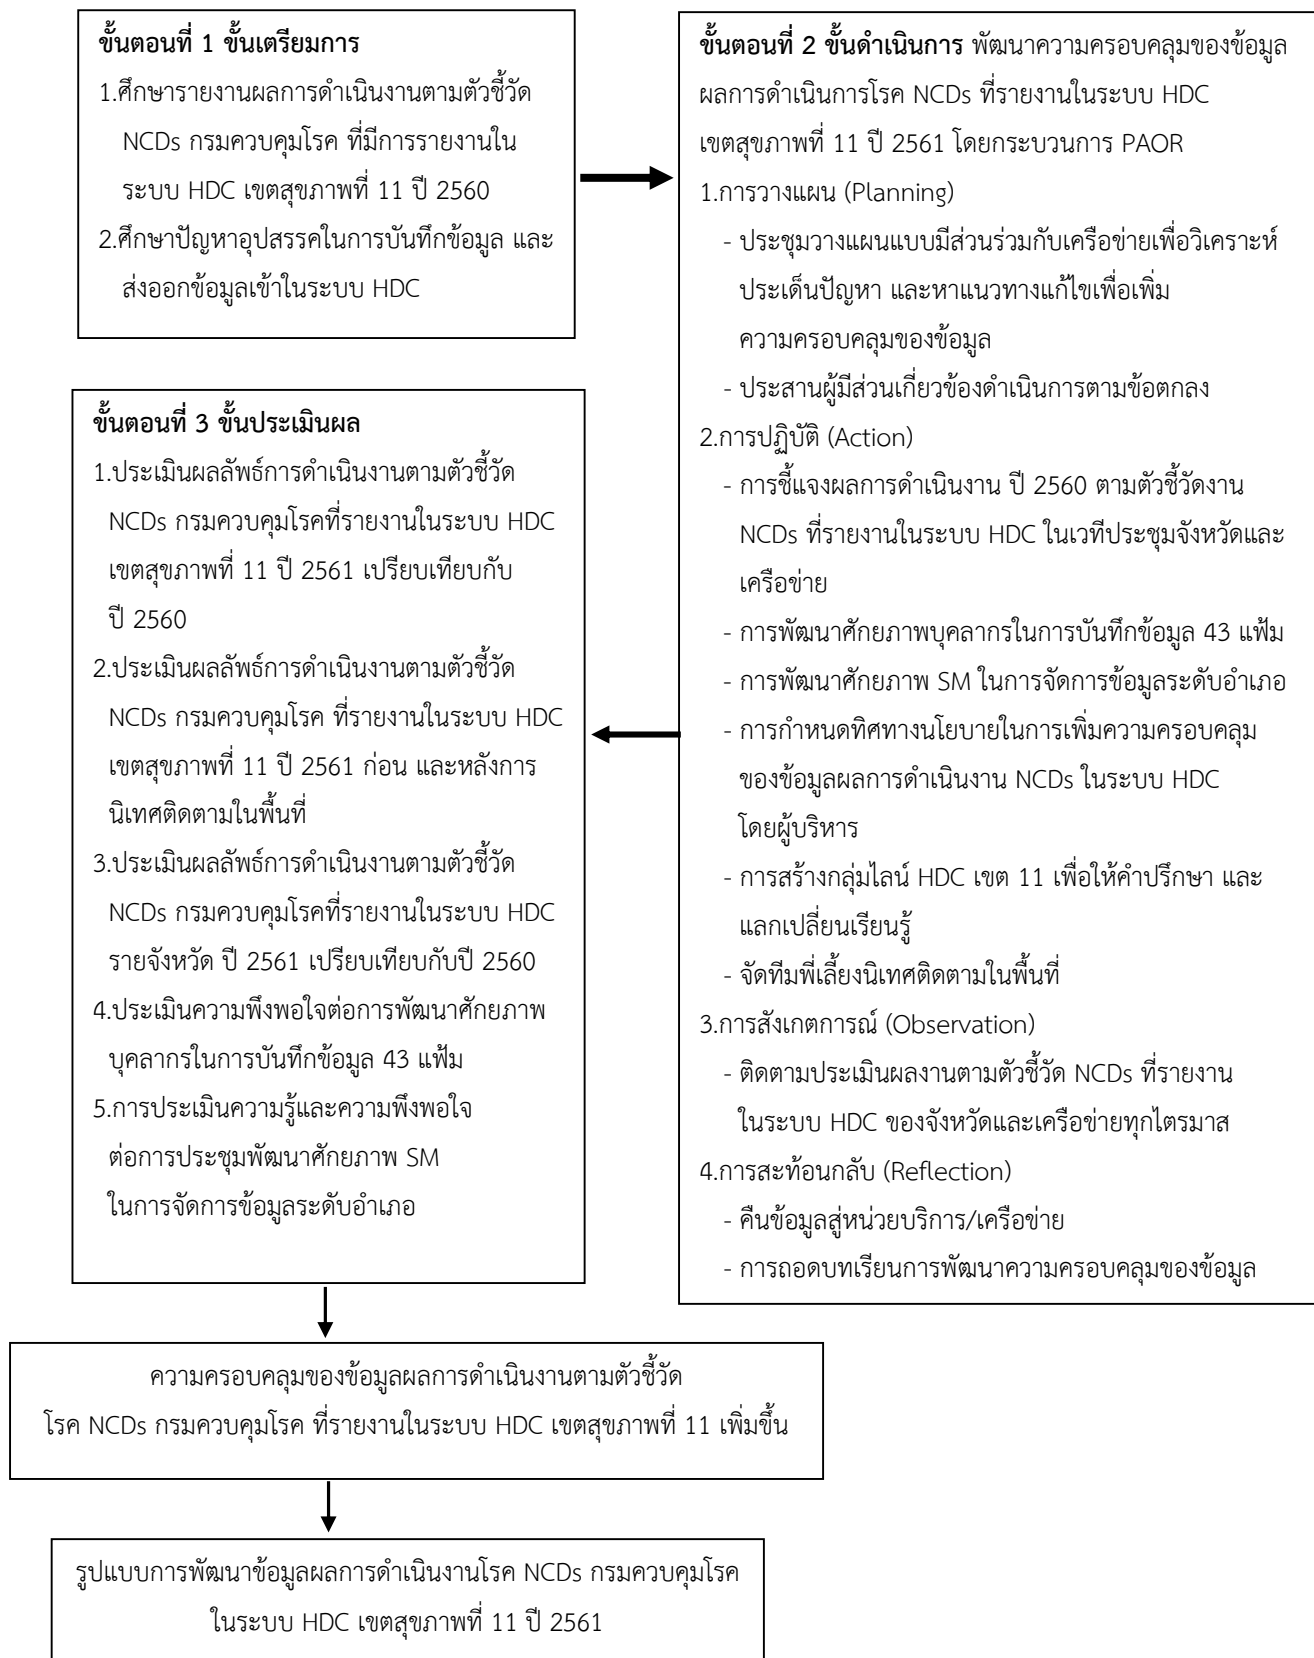 ขั้นตอนที่ 1 ขั้นเตรียมการ
1.ศึกษารายงานผลการดำเนินงานตามตัวชี้วัด
NCDs กรมควบคุมโรค ที่มีการรายงานใน
ระบบ HDC เขตสุขภาพที่ 11 ปี 2560
2.ศึกษาปัญหาอุปสรรคในการบันทึกข้อมูล และ
ส่งออกข้อมูลเข้าในระบบ HDC
ขั้นตอนที่ 2 ขั้นดำเนินการ พัฒนาความครอบคลุมของข้อมูล
ผลการดำเนินการโรค NCDs ที่รายงานในระบบ HDC
เขตสุขภาพที่ 11 ปี 2561 โดยกระบวนการ PAOR
1.การวางแผน (Planning)
- ประชุมวางแผนแบบมีส่วนร่วมกับเครือข่ายเพื่อวิเคราะห์
ประเด็นปัญหา และหาแนวทางแก้ไขเพื่อเพิ่ม
ความครอบคลุมของข้อมูล
- ประสานผู้มีส่วนเกี่ยวข้องดำเนินการตามข้อตกลง
2.การปฏิบัติ (Action)
- การชี้แจงผลการดำเนินงาน ปี 2560 ตามตัวชี้วัดงาน
NCDs ที่รายงานในระบบ HDC ในเวทีประชุมจังหวัดและ
เครือข่าย
- การพัฒนาศักยภาพบุคลากรในการบันทึกข้อมูล 43 แฟ้ม
- การพัฒนาศักยภาพ SM ในการจัดการข้อมูลระดับอำเภอ
- การกำหนดทิศทางนโยบายในการเพิ่มความครอบคลุม
ของข้อมูลผลการดำเนินงาน NCDs ในระบบ HDC
โดยผู้บริหาร
- การสร้างกลุ่มไลน์ HDC เขต 11 เพื่อให้คำปรึกษา และ
แลกเปลี่ยนเรียนรู้
- จัดทีมพี่เลี้ยงนิเทศติดตามในพื้นที่
3.การสังเกตการณ์ (Observation)
- ติดตามประเมินผลงานตามตัวชี้วัด NCDs ที่รายงาน
ในระบบ HDC ของจังหวัดและเครือข่ายทุกไตรมาส
4.การสะท้อนกลับ (Reflection)
- คืนข้อมูลสู่หน่วยบริการ/เครือข่าย
- การถอดบทเรียนการพัฒนาความครอบคลุมของข้อมูล
ขั้นตอนที่ 3 ขั้นประเมินผล
1.ประเมินผลลัพธ์การดำเนินงานตามตัวชี้วัด
NCDs กรมควบคุมโรคที่รายงานในระบบ HDC
เขตสุขภาพที่ 11 ปี 2561 เปรียบเทียบกับ
ปี 2560
2.ประเมินผลลัพธ์การดำเนินงานตามตัวชี้วัด
NCDs กรมควบคุมโรค ที่รายงานในระบบ HDC
เขตสุขภาพที่ 11 ปี 2561 ก่อน และหลังการ
นิเทศติดตามในพื้นที่
3.ประเมินผลลัพธ์การดำเนินงานตามตัวชี้วัด
NCDs กรมควบคุมโรคที่รายงานในระบบ HDC
รายจังหวัด ปี 2561 เปรียบเทียบกับปี 2560
4.ประเมินความพึงพอใจต่อการพัฒนาศักยภาพ
บุคลากรในการบันทึกข้อมูล 43 แฟ้ม
5.การประเมินความรู้และความพึงพอใจ
ต่อการประชุมพัฒนาศักยภาพ SM
ในการจัดการข้อมูลระดับอำเภอ
ความครอบคลุมของข้อมูลผลการดำเนินงานตามตัวชี้วัด
โรค NCDs กรมควบคุมโรค ที่รายงานในระบบ HDC เขตสุขภาพที่ 11 เพิ่มขึ้น
รูปแบบการพัฒนาข้อมูลผลการดำเนินงานโรค NCDs กรมควบคุมโรค
ในระบบ HDC เขตสุขภาพที่ 11 ปี 2561